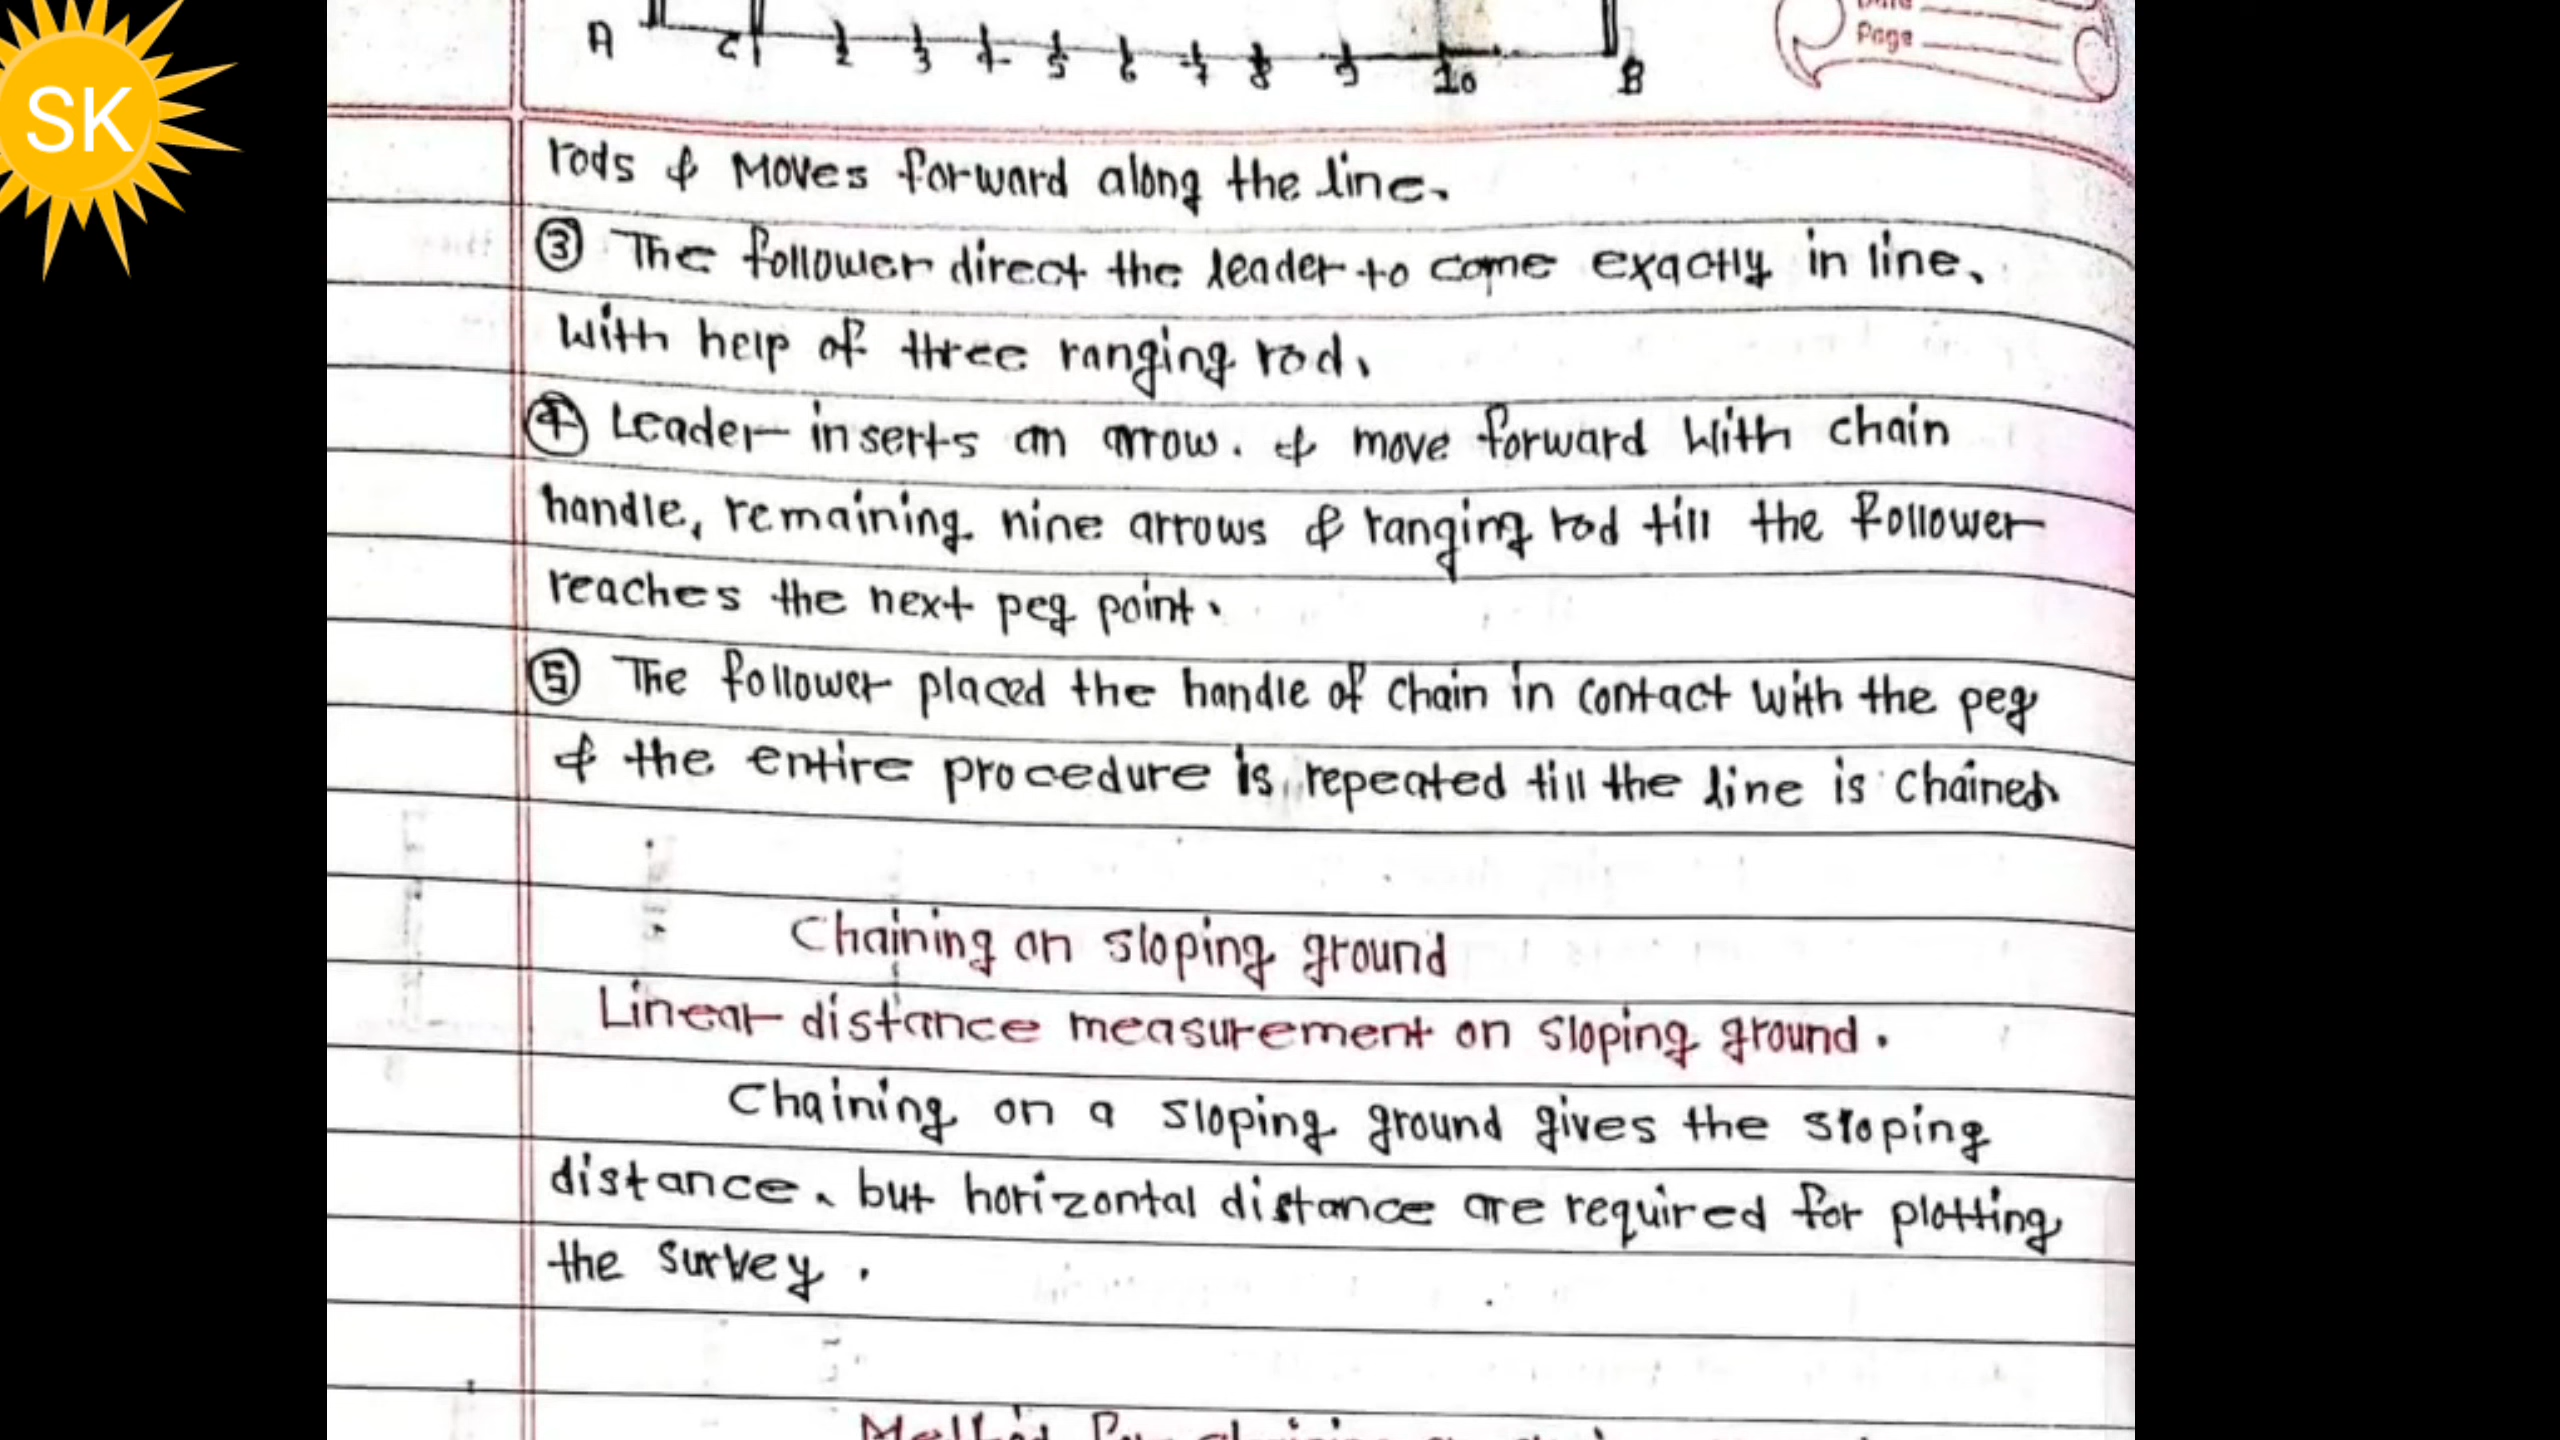 SK
Page
A C 1 2 3 4 5 6 7 8 9 10 B
rods & Moves forward along the line.
③ The follower direct the leader to come exactly in line.
With help of three ranging rod.
④ Leader inserts an arrow. & move forward with chain
handle, remaining nine arrows & ranging rod till the follower
reaches the next peg point.
⑤ The follower placed the handle of chain in contact with the peg
& the entire procedure is repeated till the line is chained
Chaining on sloping ground
Linear distance measurement on sloping ground.
Chaining on a sloping ground gives the sloping
distance, but horizontal distance are required for plotting
the survey.